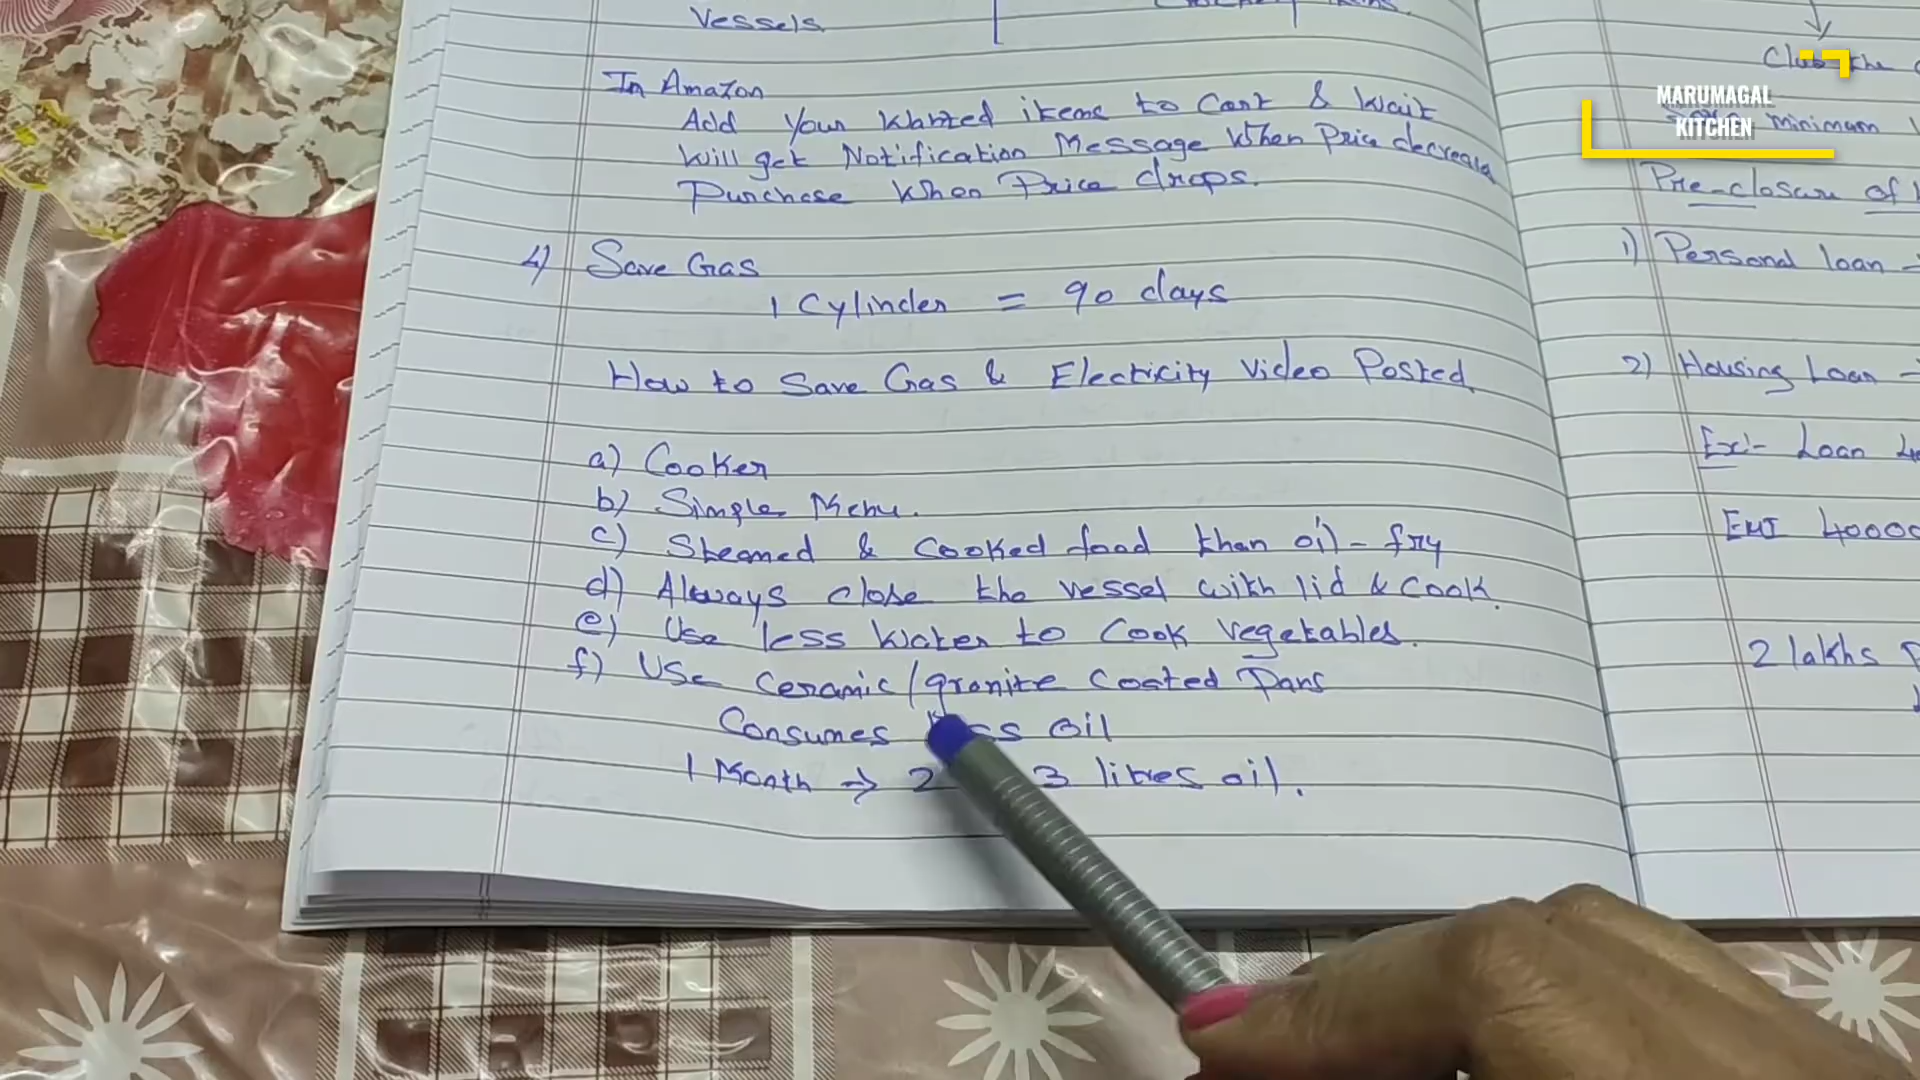 Vessels
In Amazon
Add Your Wanted items to Cart & Wait
Will get Notification Message When Price decreases
Purchase When Price drops.
4) Save Gas
1 Cylinder = 90 days
How to Save Gas & Electricity Video Posted.
a) Cooker
b) Simple Menu.
c) Steamed & Cooked food than oil - fry
d) Always close the vessel with lid & Cook.
e) Use less Water to Cook Vegetables.
f) Use Ceramic/granite Coated Pans
Consumes oil
1 Month → 2 3 litres oil.
Club the
minimum
Pre-closure of
1) Personal loan -
2) Housing Loan -
Ex:- Loan
EMI 4000
2 lakhs
MARUMAGAL
KITCHEN